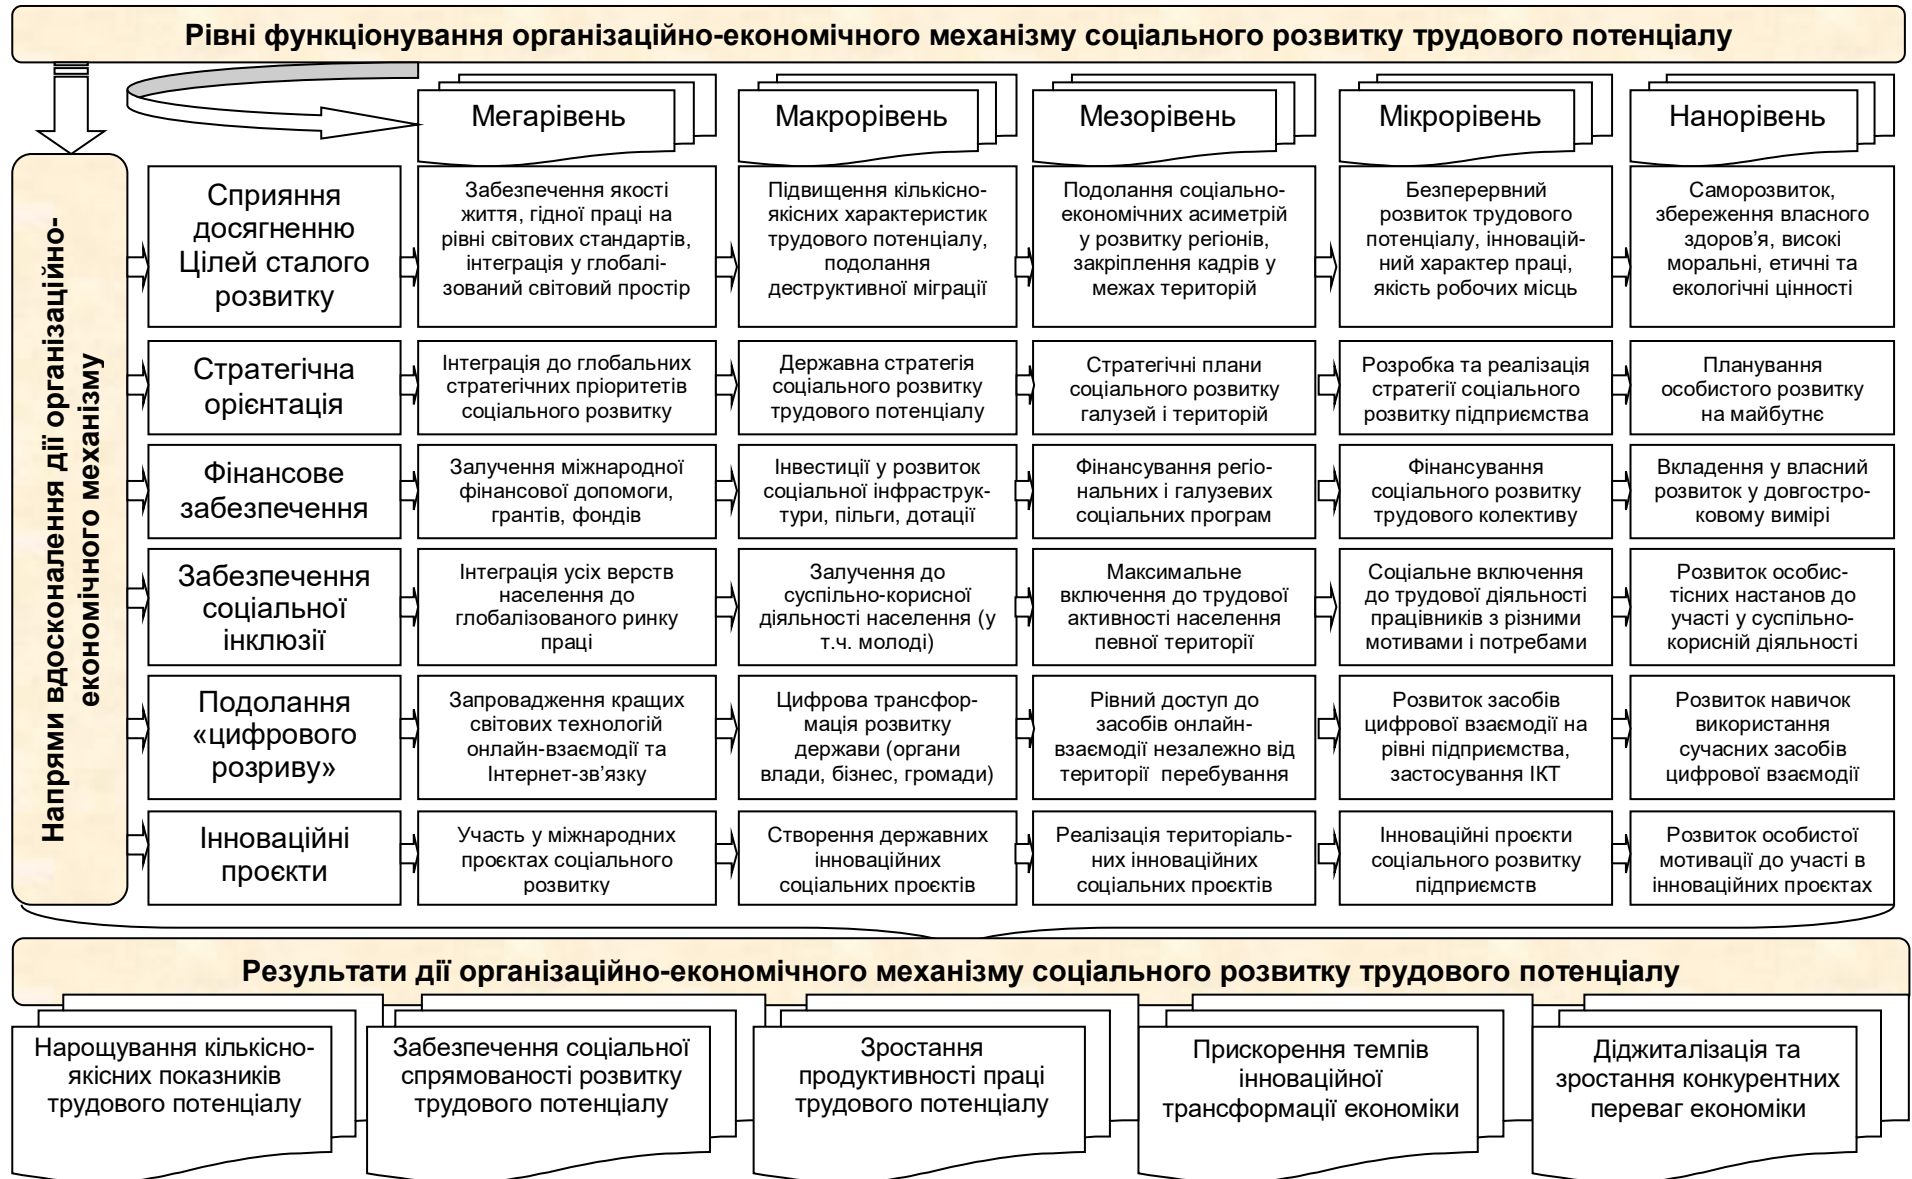 Рівні функціонування організаційно-економічного механізму соціального розвитку трудового потенціалу
Мегарівень
Макрорівень
Мезорівень
Мікрорівень
Нанорівень
Напрями вдосконалення дії організаційно-
економічного механізму
Сприяння
досягненню
Цілей сталого
розвитку
Забезпечення якості
життя, гідної праці на
рівні світових стандартів,
інтеграція у глобалі-
зований світовий простір
Підвищення кількісно-
якісних характеристик
трудового потенціалу,
подолання
деструктивної міграції
Подолання соціально-
економічних асиметрій
у розвитку регіонів,
закріплення кадрів у
межах територій
Безперервний
розвиток трудового
потенціалу, інновацій-
ний характер праці,
якість робочих місць
Саморозвиток,
збереження власного
здоров’я, високі
моральні, етичні та
екологічні цінності
Стратегічна
орієнтація
Інтеграція до глобальних
стратегічних пріоритетів
соціального розвитку
Державна стратегія
соціального розвитку
трудового потенціалу
Стратегічні плани
соціального розвитку
галузей і територій
Розробка та реалізація
стратегії соціального
розвитку підприємства
Планування
особистого розвитку
на майбутнє
Фінансове
забезпечення
Залучення міжнародної
фінансової допомоги,
грантів, фондів
Інвестиції у розвиток
соціальної інфраструк-
тури, пільги, дотації
Фінансування регіо-
нальних і галузевих
соціальних програм
Фінансування
соціального розвитку
трудового колективу
Вкладення у власний
розвиток у довгостро-
ковому вимірі
Забезпечення
соціальної
інклюзії
Інтеграція усіх верств
населення до
глобалізованого ринку
праці
Залучення до
суспільно-корисної
діяльності населення (у
т.ч. молоді)
Максимальне
включення до трудової
активності населення
певної території
Соціальне включення
до трудової діяльності
працівників з різними
мотивами і потребами
Розвиток особис-
тісних настанов до
участі у суспільно-
корисній діяльності
Подолання
«цифрового
розриву»
Запровадження кращих
світових технологій
онлайн-взаємодії та
Інтернет-зв’язку
Цифрова трансфор-
мація розвитку
держави (органи
влади, бізнес, громади)
Рівний доступ до
засобів онлайн-
взаємодії незалежно від
території перебування
Розвиток засобів
цифрової взаємодії на
рівні підприємства,
застосування ІКТ
Розвиток навичок
використання
сучасних засобів
цифрової взаємодії
Інноваційні
проєкти
Участь у міжнародних
проєктах соціального
розвитку
Створення державних
інноваційних
соціальних проєктів
Реалізація територіаль-
них інноваційних
соціальних проєктів
Інноваційні проєкти
соціального розвитку
підприємств
Розвиток особистої
мотивації до участі в
інноваційних проєктах
Результати дії організаційно-економічного механізму соціального розвитку трудового потенціалу
Нарощування кількісно-
якісних показників
трудового потенціалу
Забезпечення соціальної
спрямованості розвитку
трудового потенціалу
Зростання
продуктивності праці
трудового потенціалу
Прискорення темпів
інноваційної
трансформації економіки
Діджиталізація та
зростання конкурентних
переваг економіки